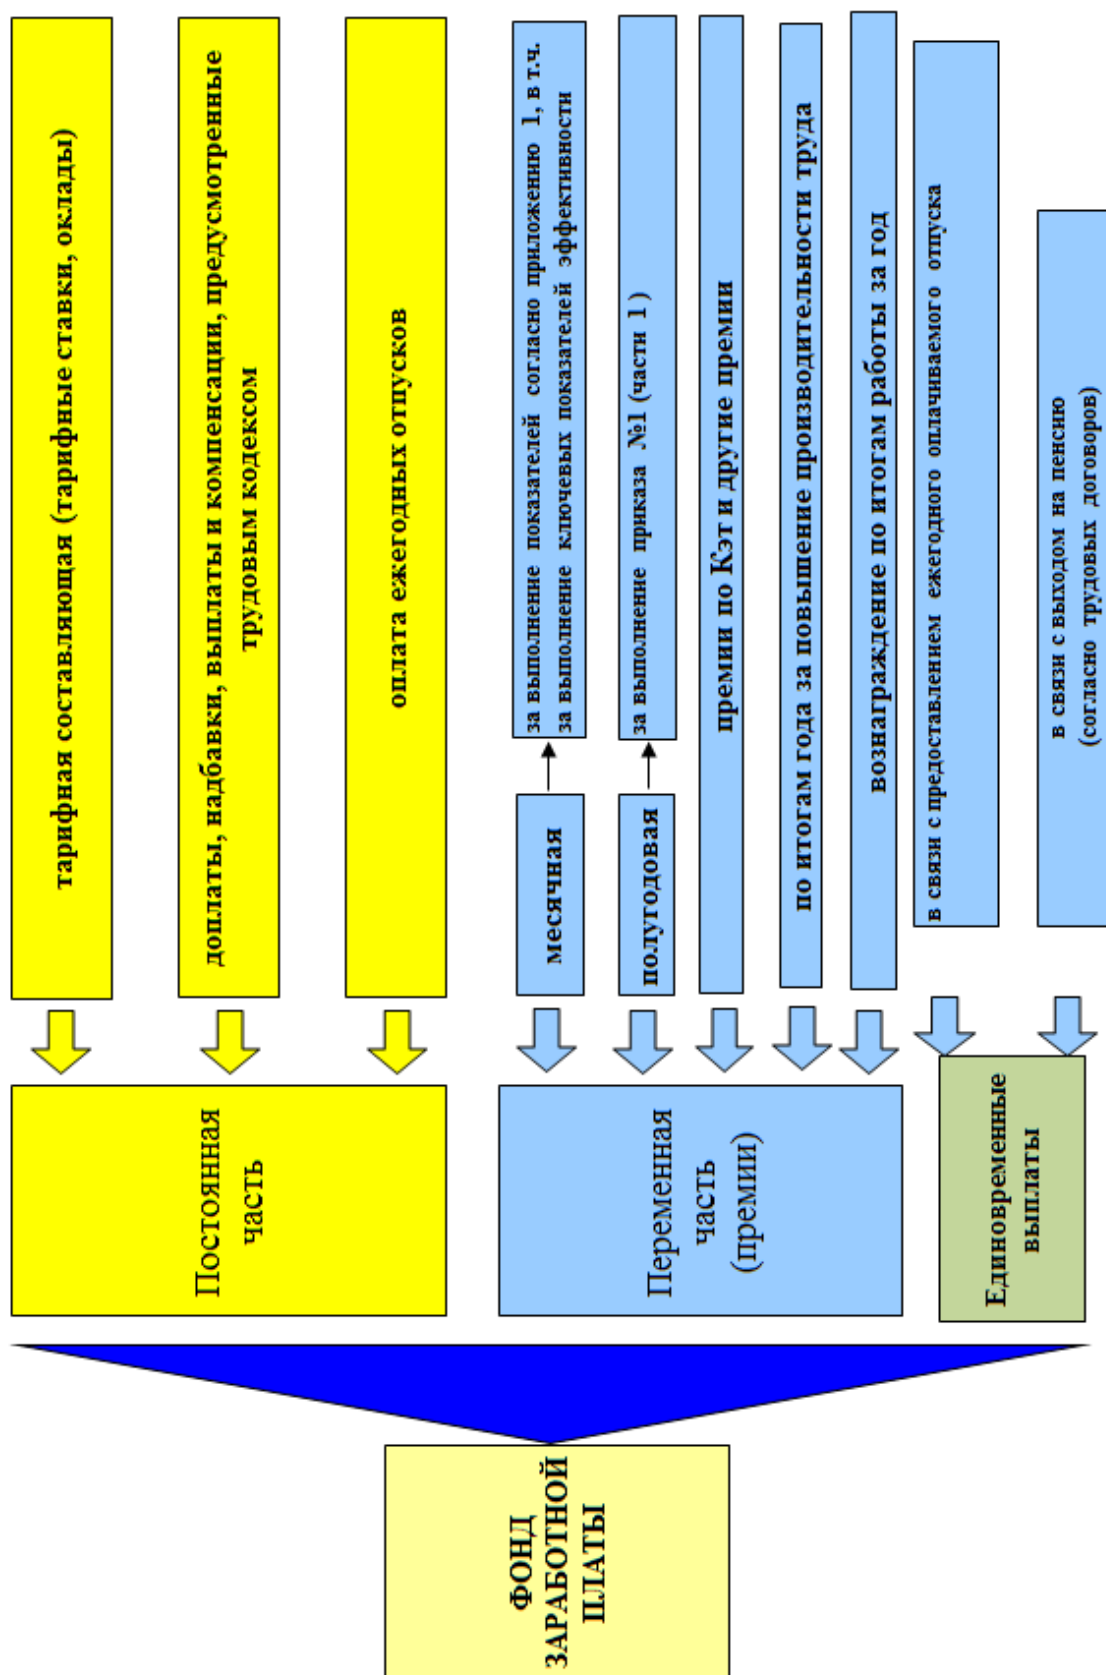 ФОНД
ЗАРАБОТНОЙ
ПЛАТЫ
Постоянная
часть
тарифная составляющая (тарифные ставки, оклады)
доплаты, надбавки, выплаты и компенсации, предусмотренные
трудовым кодексом
оплата ежегодных отпусков
Переменная
часть
(премии)
месячная
за выполнение показателей согласно приложению 1, в т.ч.
за выполнение ключевых показателей эффективности
полугодовая
за выполнение приказа №1 (части 1)
премии по Кэт и другие премии
по итогам года за повышение производительности труда
вознаграждение по итогам работы за год
Единовременные
выплаты
в связи с предоставлением ежегодного оплачиваемого отпуска
в связи с выходом на пенсию
(согласно трудовых договоров)